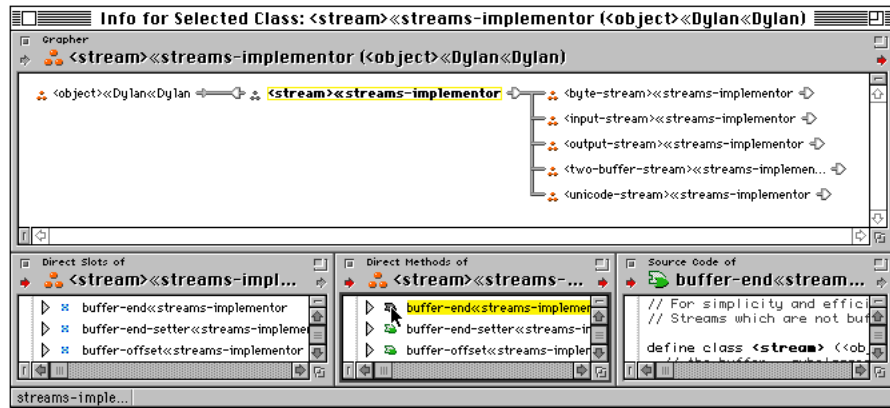 Info for Selected Class: <stream>«streams-implementor (<object>«Dylan«Dylan)
Grapher
<stream>«streams-implementor (<object>«Dylan«Dylan)
<object>«Dylan«Dylan
<stream>«streams-implementor
<byte-stream>«streams-implementor
<input-stream>«streams-implementor
<output-stream>«streams-implementor
<two-buffer-stream>«streams-implemen...
<unicode-stream>«streams-implementor
Direct Slots of
<stream>«streams-impl...
buffer-end«streams-implementor
buffer-end-setter«streams-implemen
buffer-offset«streams-implementor
Direct Methods of
<stream>«streams-...
buffer-end«streams-implemen
buffer-end-setter«streams-in
buffer-offset«streams-implen
Source Code of
buffer-end«stream...
// For simplicity and effici
// Streams which are not buf
define class <stream> (<obj
streams-imple...